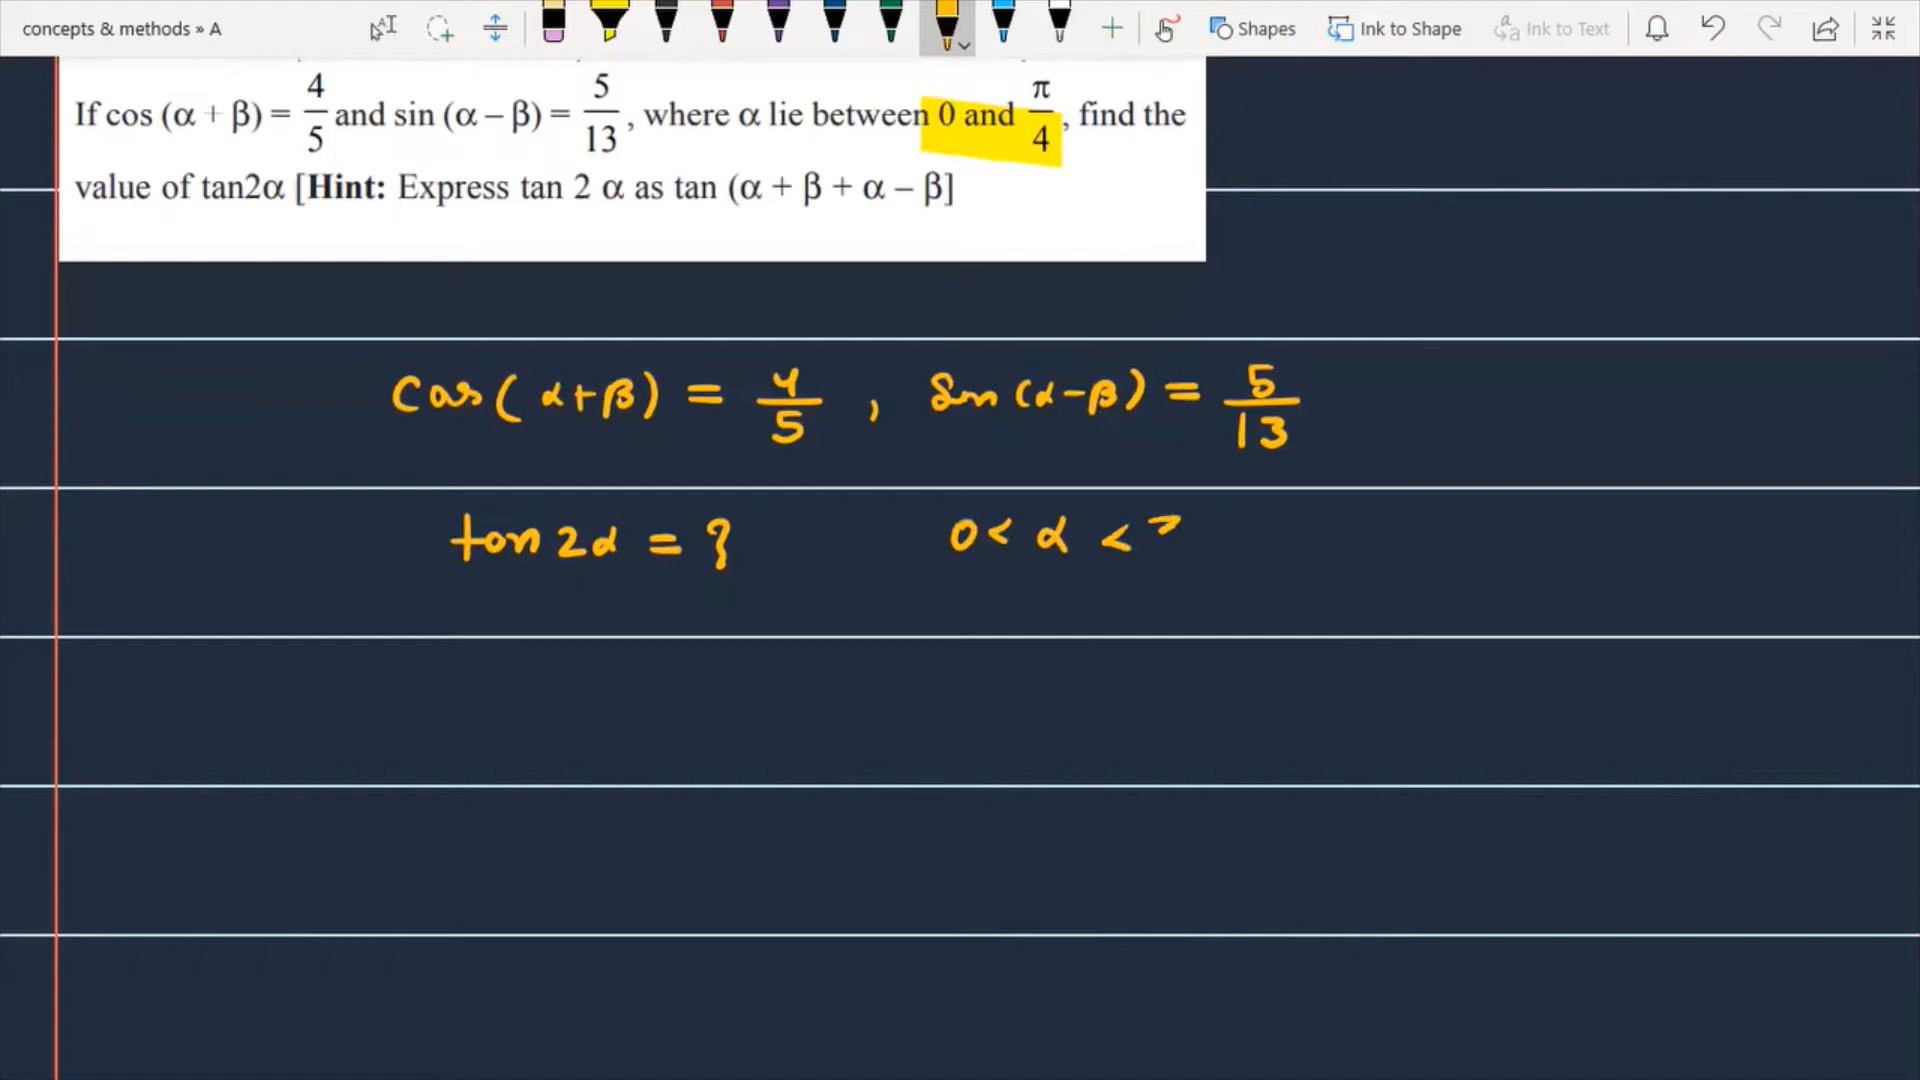 concepts & methods » A
Shapes
Ink to Shape
Ink to Text
If cos (α + β) = 4/5 and sin (α – β) = 5/13, where α lie between 0 and π/4, find the
value of tan2α [Hint: Express tan 2 α as tan (α + β + α – β]
Cos(α+β) = 4/5, Sin(α-β) = 5/13
tan2α = ?
0< α <